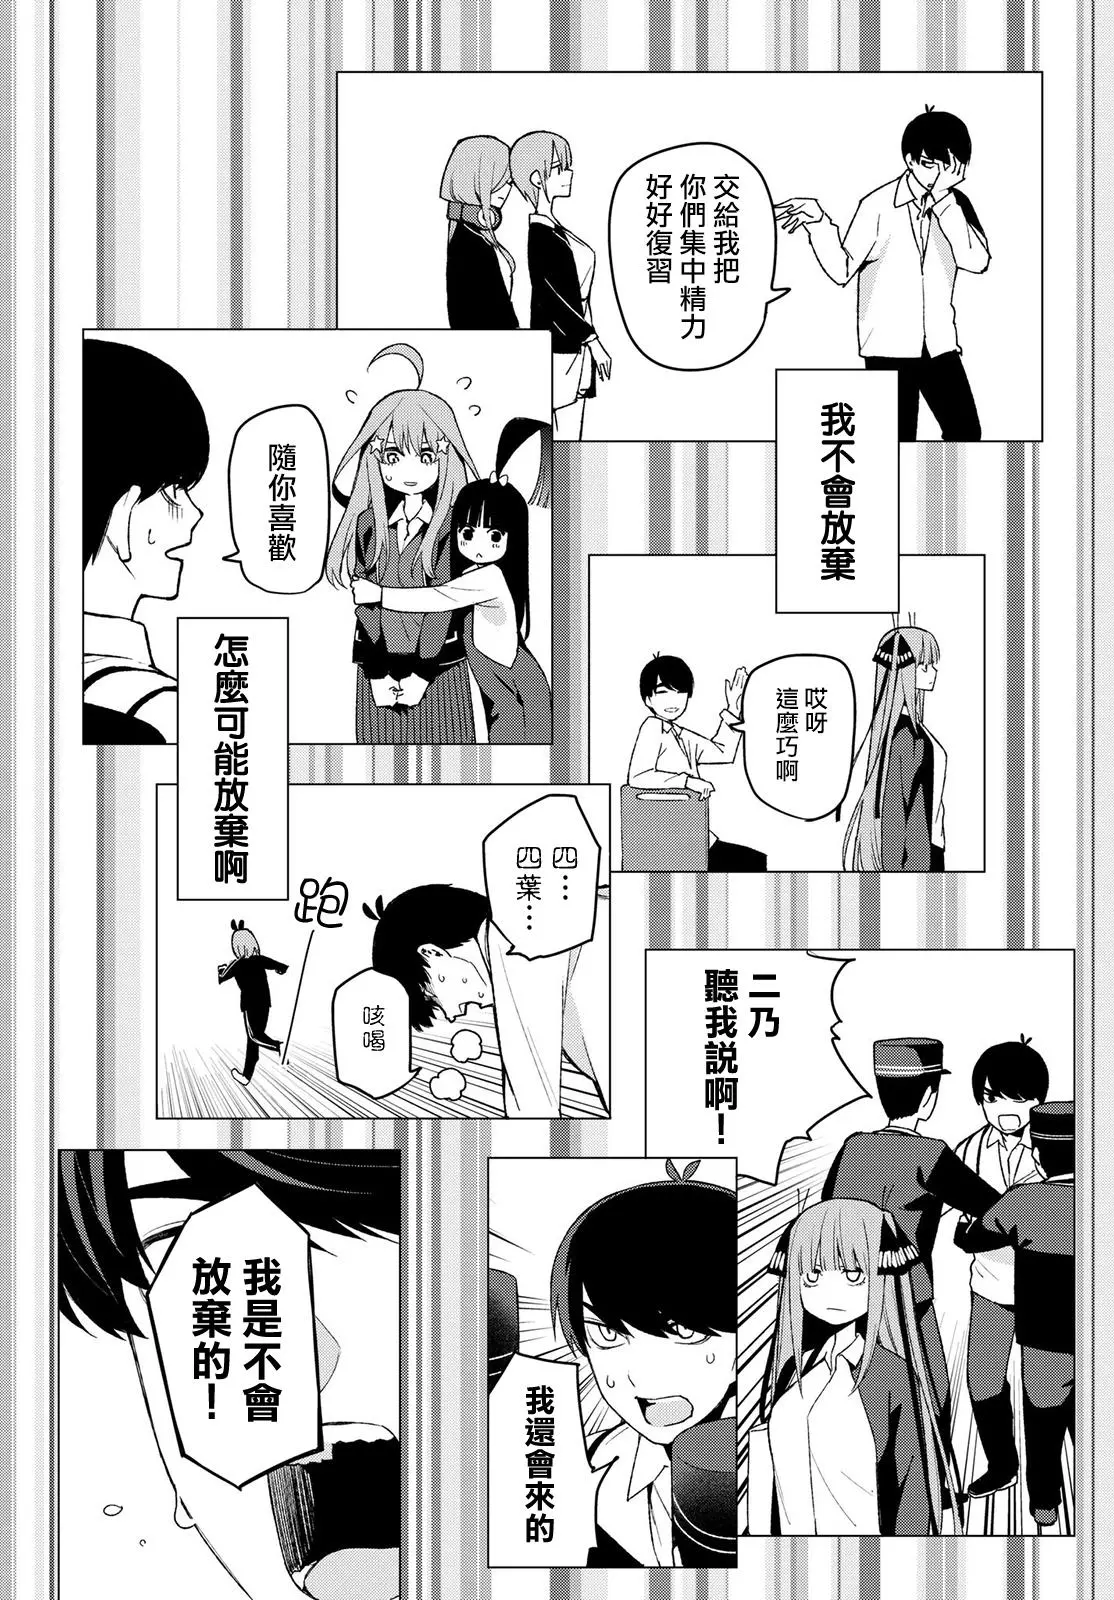 交給我把
你們集中精力
好好復習
我不會放棄
隨你喜歡
哎呀
這麼巧啊
怎麼可能放棄啊
四…
四葉…
跑
咳喝
二乃
聽我説啊！
我還會來的
我是不會
放棄的！